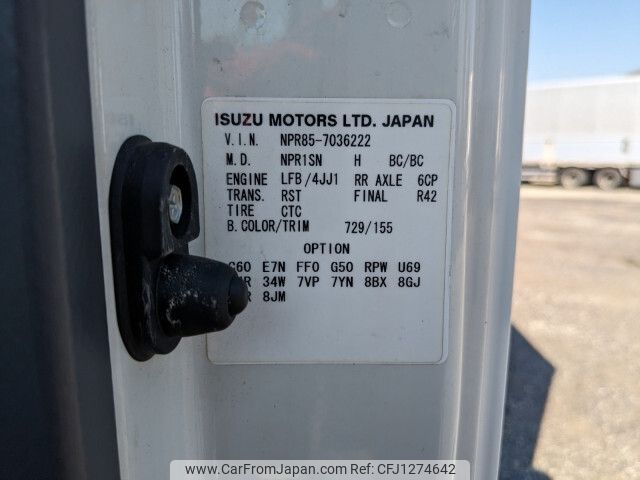 ISUZU MOTORS LTD. JAPAN
V.I.N. NPR85-7036222
M.D. NPR1SN H BC/BC
ENGINE LFB/4JJ1 RR AXLE 6CP
TRANS. RST FINAL R42
TIRE CTC
B.COLOR/TRIM 729/155
OPTION
E7N FF0 G50 RPW U69
34W 7VP 7YN 8BX 8GJ
8JM
www.CarFromJapan.com - CFJ1274642